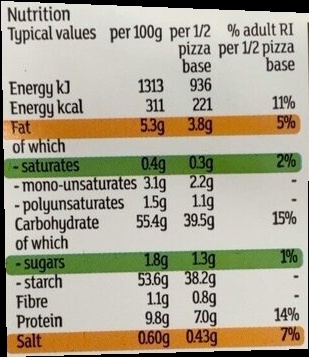 Nutrition
Typical values per 100g per 1/2 % adult RI
pizza per 1/2 pizza
base base
Energy kJ 1313 936
Energy kcal 311 221 11%
Fat 5.3g 3.8g 5%
of which
- saturates 0.4g 0.3g 2%
- mono-unsaturates 3.1g 2.2g -
- polyunsaturates 1.5g 1.1g -
Carbohydrate 55.4g 39.5g 15%
of which
- sugars 1.8g 1.3g 1%
- starch 53.6g 38.2g -
Fibre 1.1g 0.8g -
Protein 9.8g 7.0g 14%
Salt 0.60g 0.43g 7%